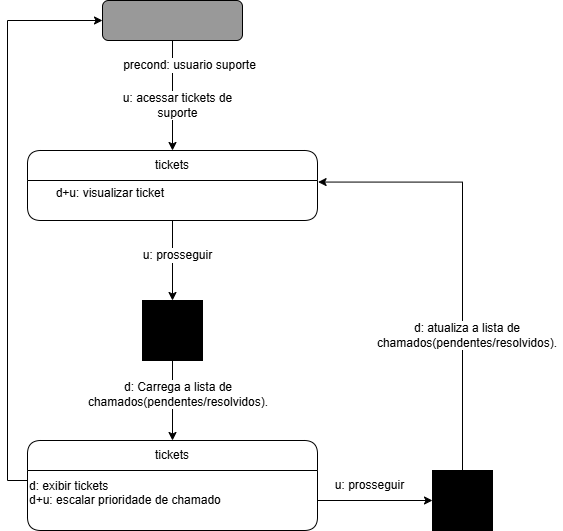 precond: usuario suporte
u: acessar tickets de
suporte
tickets
d+u: visualizar ticket
u: prosseguir
d: atualiza a lista de
chamados(pendentes/resolvidos).
d: Carrega a lista de
chamados(pendentes/resolvidos).
tickets
d: exibir tickets
d+u: escalar prioridade de chamado
u: prosseguir